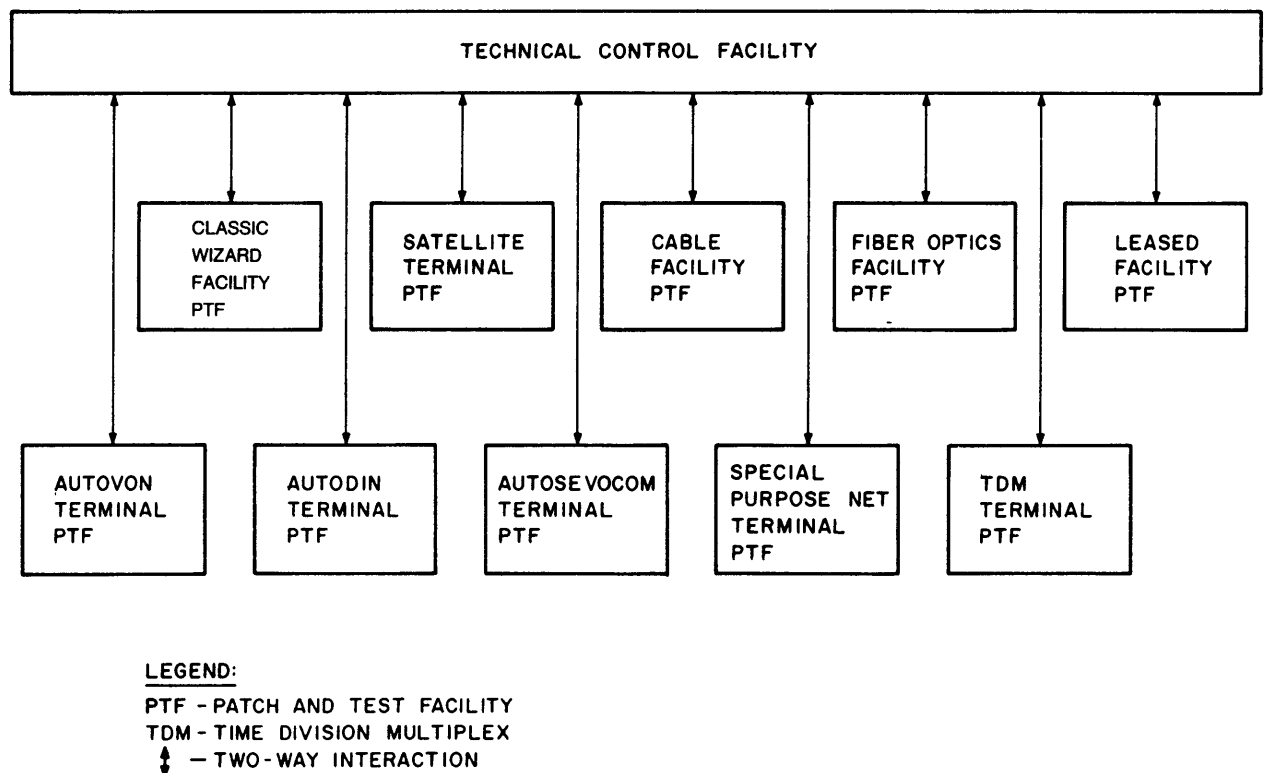 TECHNICAL CONTROL FACILITY
CLASSIC
WIZARD
FACILITY
PTF
SATELLITE
TERMINAL
PTF
CABLE
FACILITY
PTF
FIBER OPTICS
FACILITY
PTF
LEASED
FACILITY
PTF
AUTOVON
TERMINAL
PTF
AUTODIN
TERMINAL
PTF
AUTOSEVOCOM
TERMINAL
PTF
SPECIAL
PURPOSE NET
TERMINAL
PTF
TDM
TERMINAL
PTF
LEGEND:
PTF - PATCH AND TEST FACILITY
TDM - TIME DIVISION MULTIPLEX
↕ - TWO-WAY INTERACTION